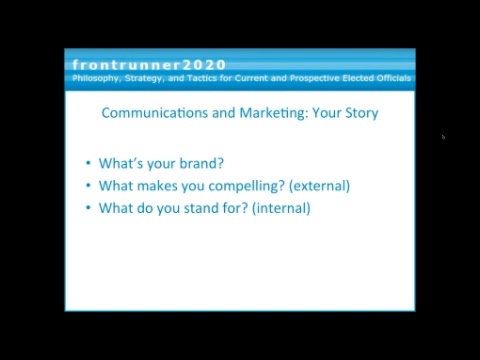 frontrunner2020
Philosophy, Strategy, and Tactics for Current and Prospective Elected Officials
Communications and Marketing: Your Story
• What's your brand?
• What makes you compelling? (external)
• What do you stand for? (internal)